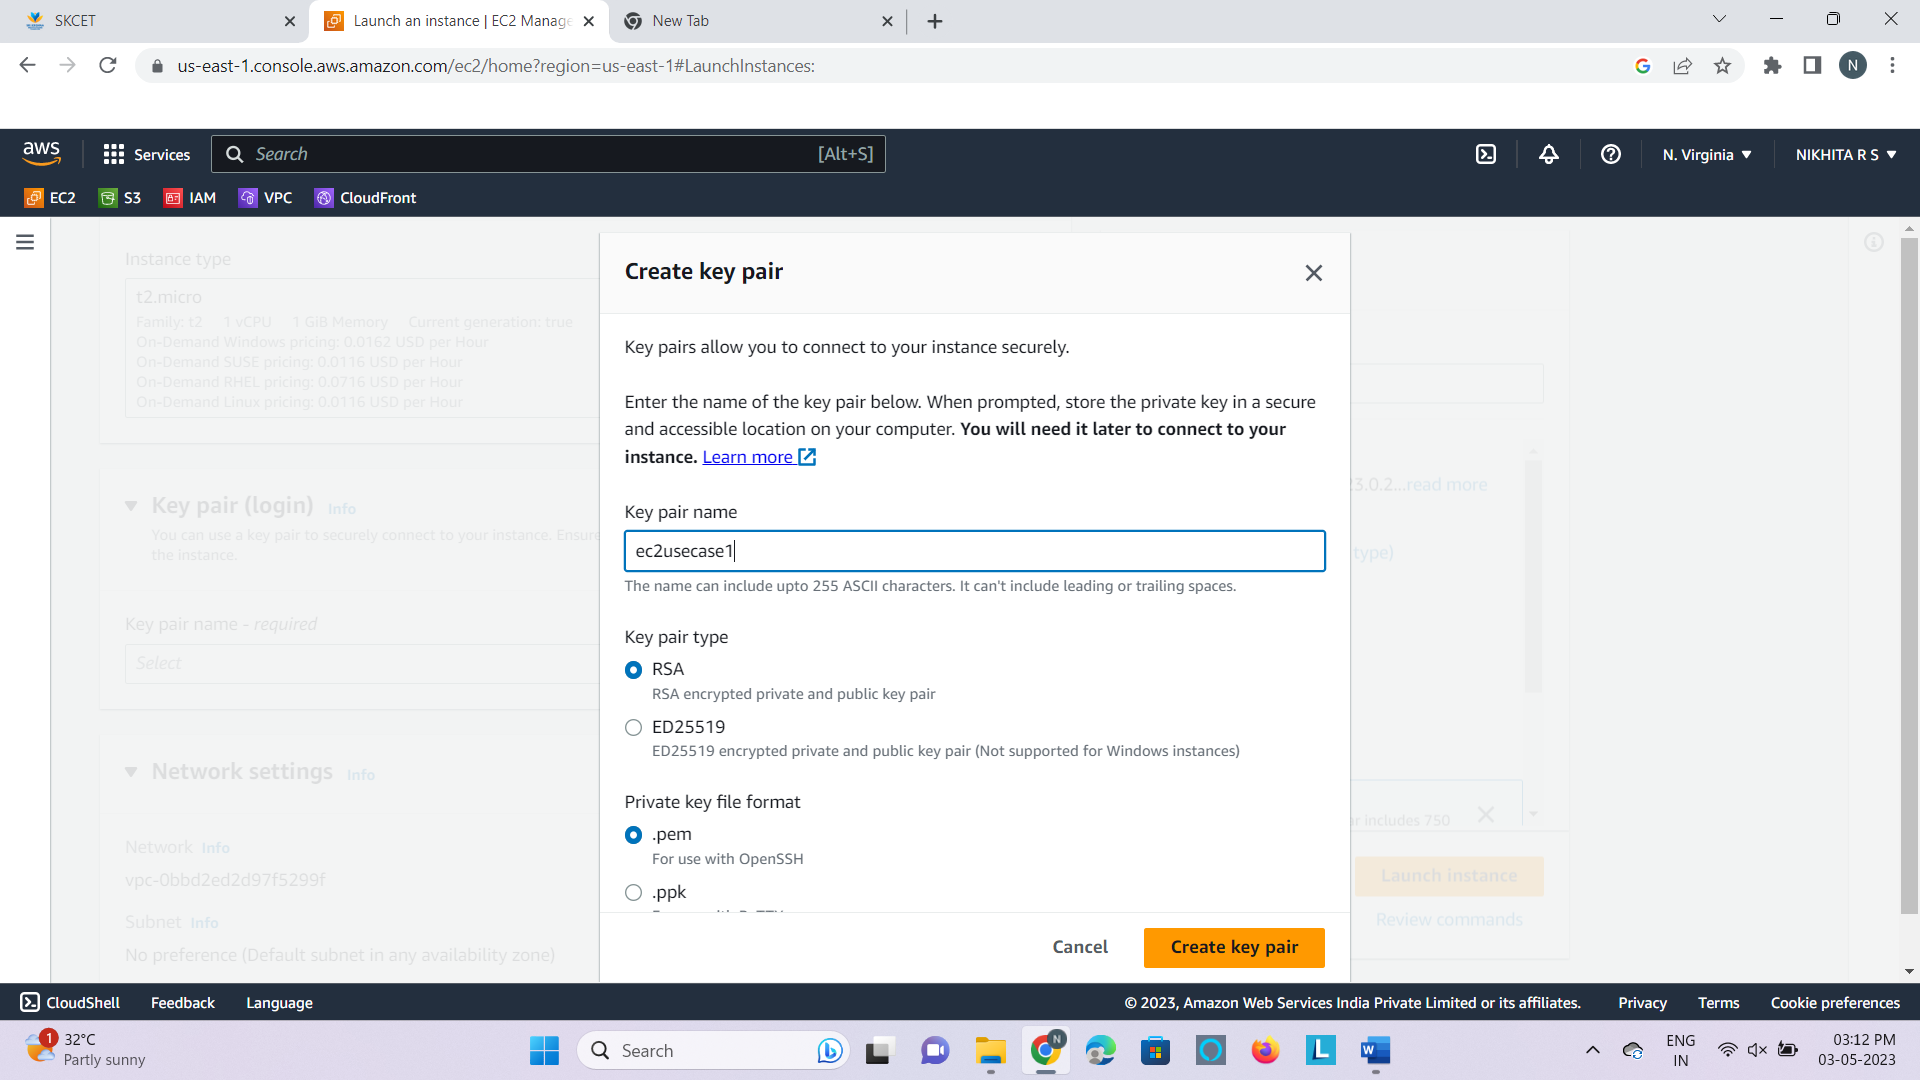 SKCET
Launch an instance | EC2 Manage
New Tab
us-east-1.console.aws.amazon.com/ec2/home?region=us-east-1#LaunchInstances:
N
aws
Services
Search
[Alt+S]
N. Virginia
NIKHITA R S
EC2
S3
IAM
VPC
CloudFront
Instance type
t2.micro
Family: t2 1 vCPU 1 GiB Memory Current generation: true
On-Demand Windows pricing: 0.0162 USD per Hour
On-Demand SUSE pricing: 0.0116 USD per Hour
On-Demand RHEL pricing: 0.0716 USD per Hour
On-Demand Linux pricing: 0.0116 USD per Hour
Key pair (login) Info
You can use a key pair to securely connect to your instance. Ensure
the instance.
Key pair name - required
Select
Network settings Info
Network Info
vpc-0bbd2ed2d97f5299f
Subnet Info
No preference (Default subnet in any availability zone)
Create key pair
Key pairs allow you to connect to your instance securely.
Enter the name of the key pair below. When prompted, store the private key in a secure
and accessible location on your computer. You will need it later to connect to your
instance. Learn more
Key pair name
ec2usecase1
The name can include upto 255 ASCII characters. It can't include leading or trailing spaces.
Key pair type
RSA
RSA encrypted private and public key pair
ED25519
ED25519 encrypted private and public key pair (Not supported for Windows instances)
Private key file format
.pem
For use with OpenSSH
.ppk
Cancel
Create key pair
23.0.2...read more
type)
ar includes 750
Launch instance
Review commands
CloudShell
Feedback
Language
© 2023, Amazon Web Services India Private Limited or its affiliates.
Privacy
Terms
Cookie preferences
1
32°C
Partly sunny
Search
N
L
W
ENG
IN
03:12 PM
03-05-2023